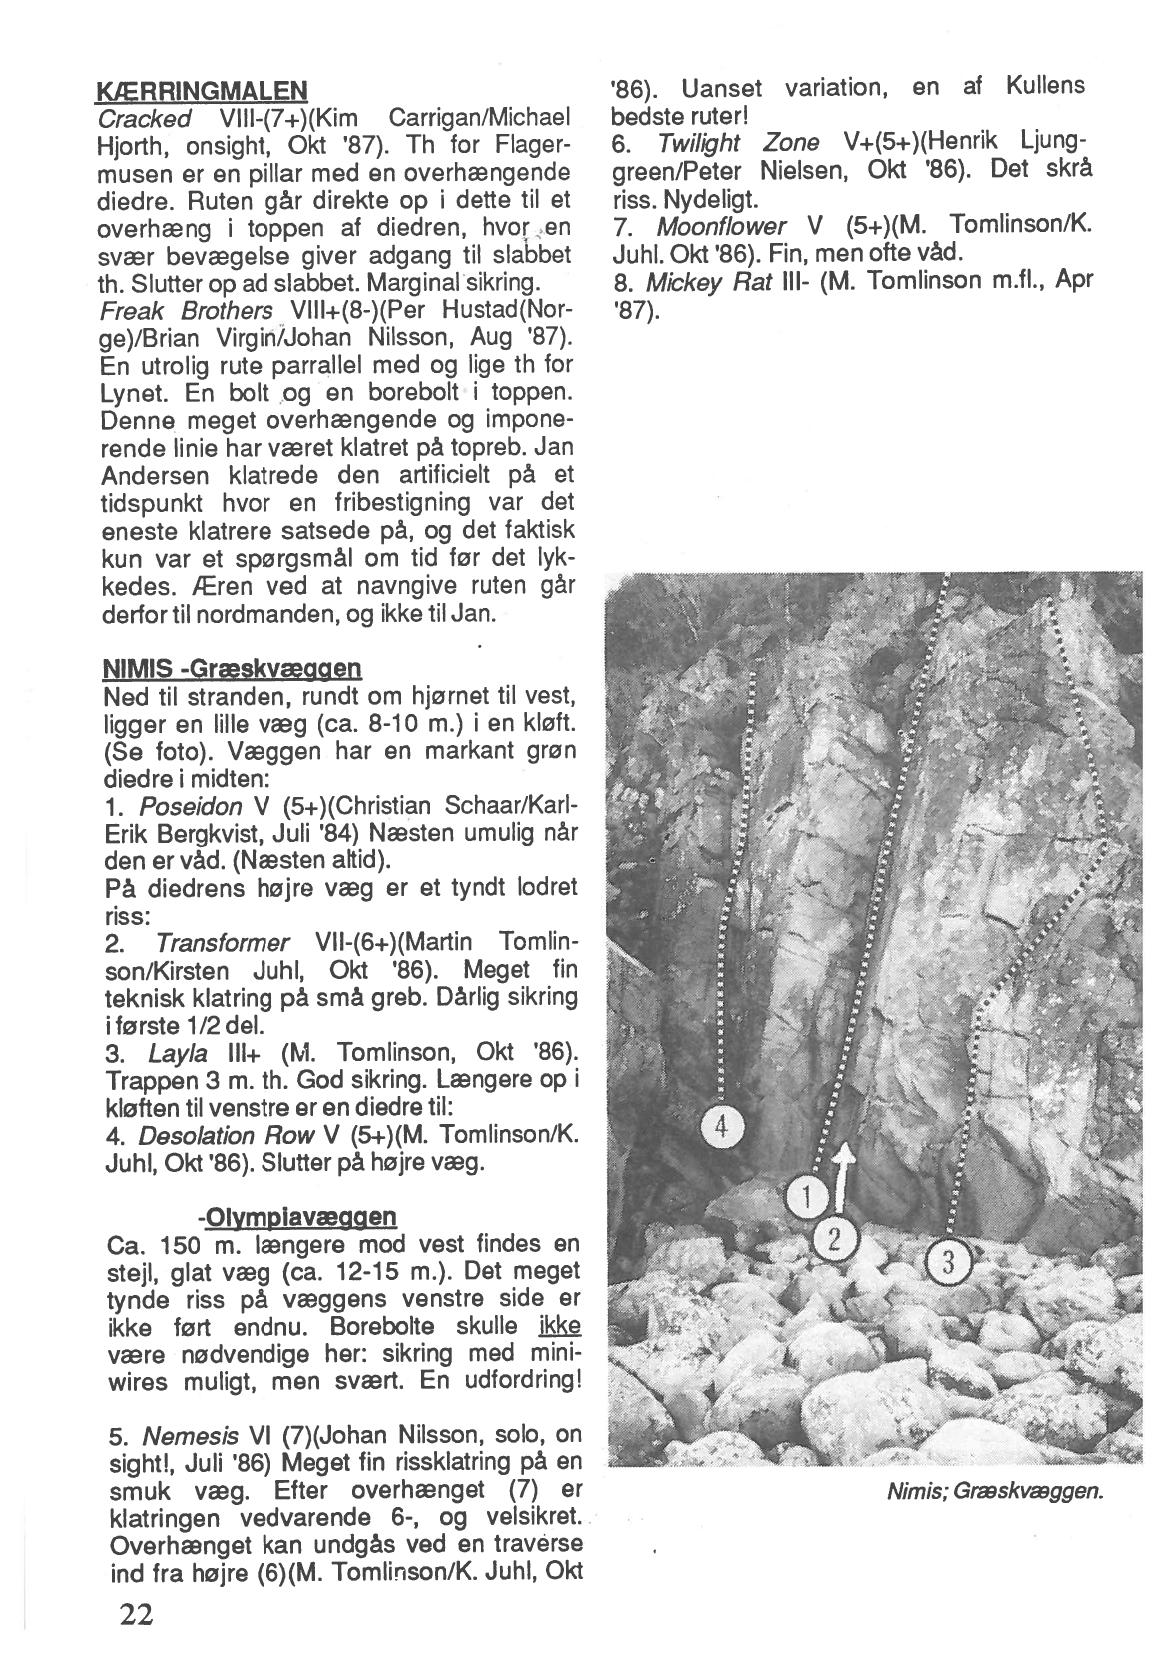 KÆRRINGMALEN
Cracked VIII-(7+)(Kim Carrigan/Michael
Hjorth, onsight, Okt '87). Th for Flager-
musen er en pillar med en overhængende
diedre. Ruten går direkte op i dette til et
overhæng i toppen af diedren, hvor en
svær bevægelse giver adgang til slabbet
th. Slutter op ad slabbet. Marginal sikring.
Freak Brothers VIII+(8-)(Per Hustad(Nor-
ge)/Brian Virgin/Johan Nilsson, Aug '87).
En utrolig rute parrallel med og lige th for
Lynet. En bolt og en borebolt i toppen.
Denne meget overhængende og impone-
rende linie har været klatret på topreb. Jan
Andersen klatrede den artificielt på et
tidspunkt hvor en fribestigning var det
eneste klatrere satsede på, og det faktisk
kun var et spørgsmål om tid før det lyk-
kedes. Æren ved at navngive ruten går
derfor til nordmanden, og ikke til Jan.
NIMIS -Græskvæggen
Ned til stranden, rundt om hjørnet til vest,
ligger en lille væg (ca. 8-10 m.) i en kløft.
(Se foto). Væggen har en markant grøn
diedre i midten:
1. Poseidon V (5+)(Christian Schaar/Karl-
Erik Bergkvist, Juli '84) Næsten umulig når
den er våd. (Næsten altid).
På diedrens højre væg er et tyndt lodret
riss:
2. Transformer VII-(6+)(Martin Tomlin-
son/Kirsten Juhl, Okt '86). Meget fin
teknisk klatring på små greb. Dårlig sikring
i første 1/2 del.
3. Layla III+ (M. Tomlinson, Okt '86).
Trappen 3 m. th. God sikring. Længere op i
kløften til venstre er en diedre til:
4. Desolation Row V (5+)(M. Tomlinson/K.
Juhl, Okt '86). Slutter på højre væg.
-Olympiavæggen
Ca. 150 m. længere mod vest findes en
stejl, glat væg (ca. 12-15 m.). Det meget
tynde riss på væggens venstre side er
ikke ført endnu. Borebolte skulle ikke
være nødvendige her: sikring med mini-
wires muligt, men svært. En udfordring!
5. Nemesis VI (7)(Johan Nilsson, solo, on
sight!, Juli '86) Meget fin rissklatring på en
smuk væg. Efter overhænget (7) er
klatringen vedvarende 6-, og velsikret.
Overhænget kan undgås ved en traverse
ind fra højre (6)(M. Tomlinson/K. Juhl, Okt
22
'86). Uanset variation, en af Kullens
bedste ruter!
6. Twilight Zone V+(5+)(Henrik Ljung-
green/Peter Nielsen, Okt '86). Det skrå
riss. Nydeligt.
7. Moonflower V (5+)(M. Tomlinson/K.
Juhl. Okt '86). Fin, men ofte våd.
8. Mickey Rat III- (M. Tomlinson m.fl., Apr
'87).
4
1
2
3
Nimis; Græskvæggen.